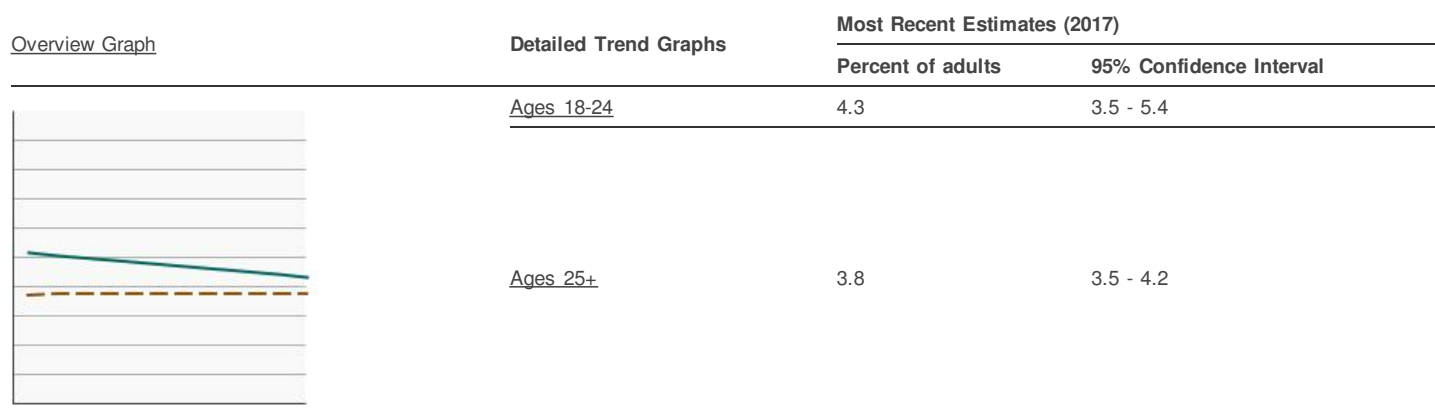 Overview Graph
Detailed Trend Graphs
Most Recent Estimates (2017)
Percent of adults
95% Confidence Interval
Ages 18-24
4.3
3.5 - 5.4
Ages 25+
3.8
3.5 - 4.2